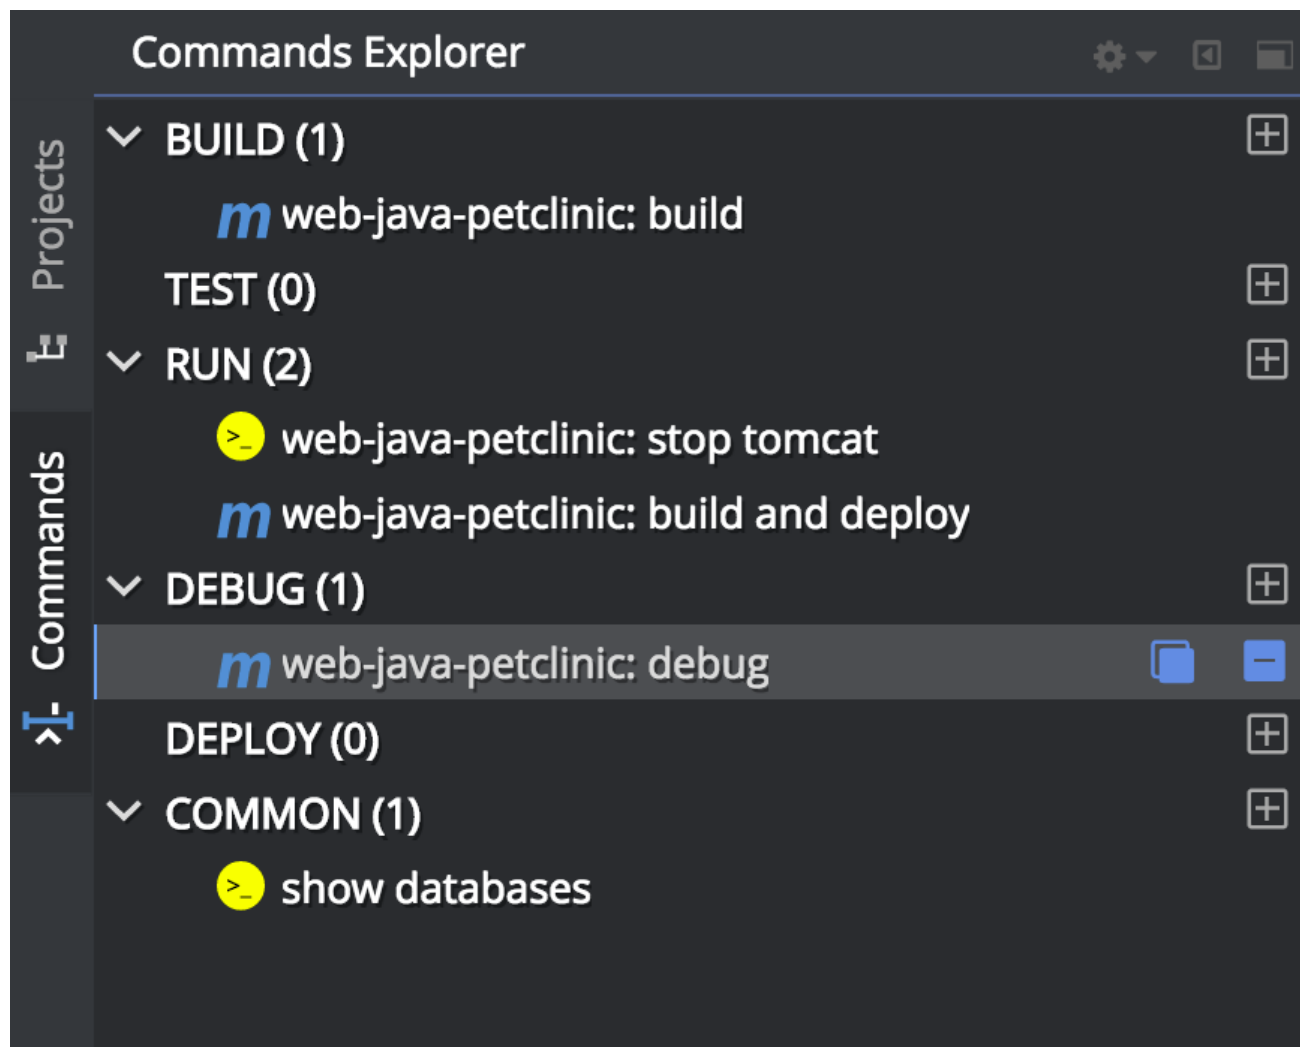 Commands Explorer
Projects
Commands
BUILD (1)
m web-java-petclinic: build
TEST (0)
RUN (2)
>_ web-java-petclinic: stop tomcat
m web-java-petclinic: build and deploy
DEBUG (1)
m web-java-petclinic: debug
DEPLOY (0)
COMMON (1)
>_ show databases